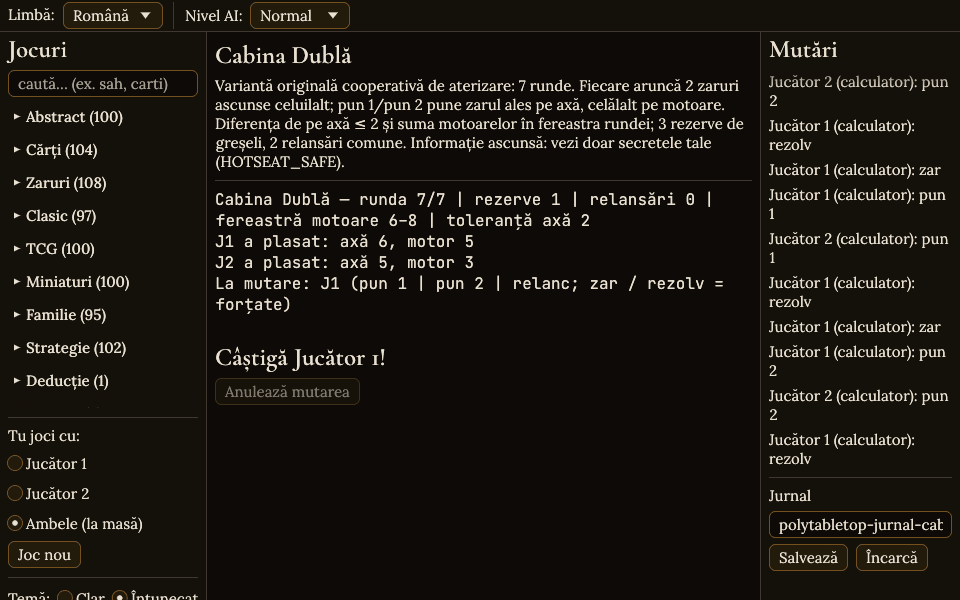 Limbă: Română ▼ Nivel AI: Normal ▼
Jocuri
caută... (ex. sah, carti)
▸ Abstract (100)
▸ Cărți (104)
▸ Zaruri (108)
▸ Clasic (97)
▸ TCG (100)
▸ Miniaturi (100)
▸ Familie (95)
▸ Strategie (102)
▸ Deducție (1)
Tu joci cu:
Jucător 1
Jucător 2
Ambele (la masă)
Joc nou
Temă: Clar Întunecat
Cabina Dublă
Variantă originală cooperativă de aterizare: 7 runde. Fiecare aruncă 2 zaruri
ascunse celuilalt; pun 1/pun 2 pune zarul ales pe axă, celălalt pe motoare.
Diferența de pe axă ≤ 2 și suma motoarelor în fereastra rundei; 3 rezerve de
greșeli, 2 relansări comune. Informație ascunsă: vezi doar secretele tale
(HOTSEAT_SAFE).
Cabina Dublă — runda 7/7 | rezerve 1 | relansări 0 |
fereastră motoare 6–8 | toleranță axă 2
J1 a plasat: axă 6, motor 5
J2 a plasat: axă 5, motor 3
La mutare: J1 (pun 1 | pun 2 | relanc; zar / rezolv =
forțate)
Câștigă Jucător 1!
Anulează mutarea
Mutări
Jucător 2 (calculator): pun
2
Jucător 1 (calculator):
rezolv
Jucător 1 (calculator): zar
Jucător 1 (calculator): pun
1
Jucător 2 (calculator): pun
1
Jucător 1 (calculator):
rezolv
Jucător 1 (calculator): zar
Jucător 1 (calculator): pun
2
Jucător 2 (calculator): pun
2
Jucător 1 (calculator):
rezolv
Jurnal
polytabletop-jurnal-cab
Salvează Încarcă